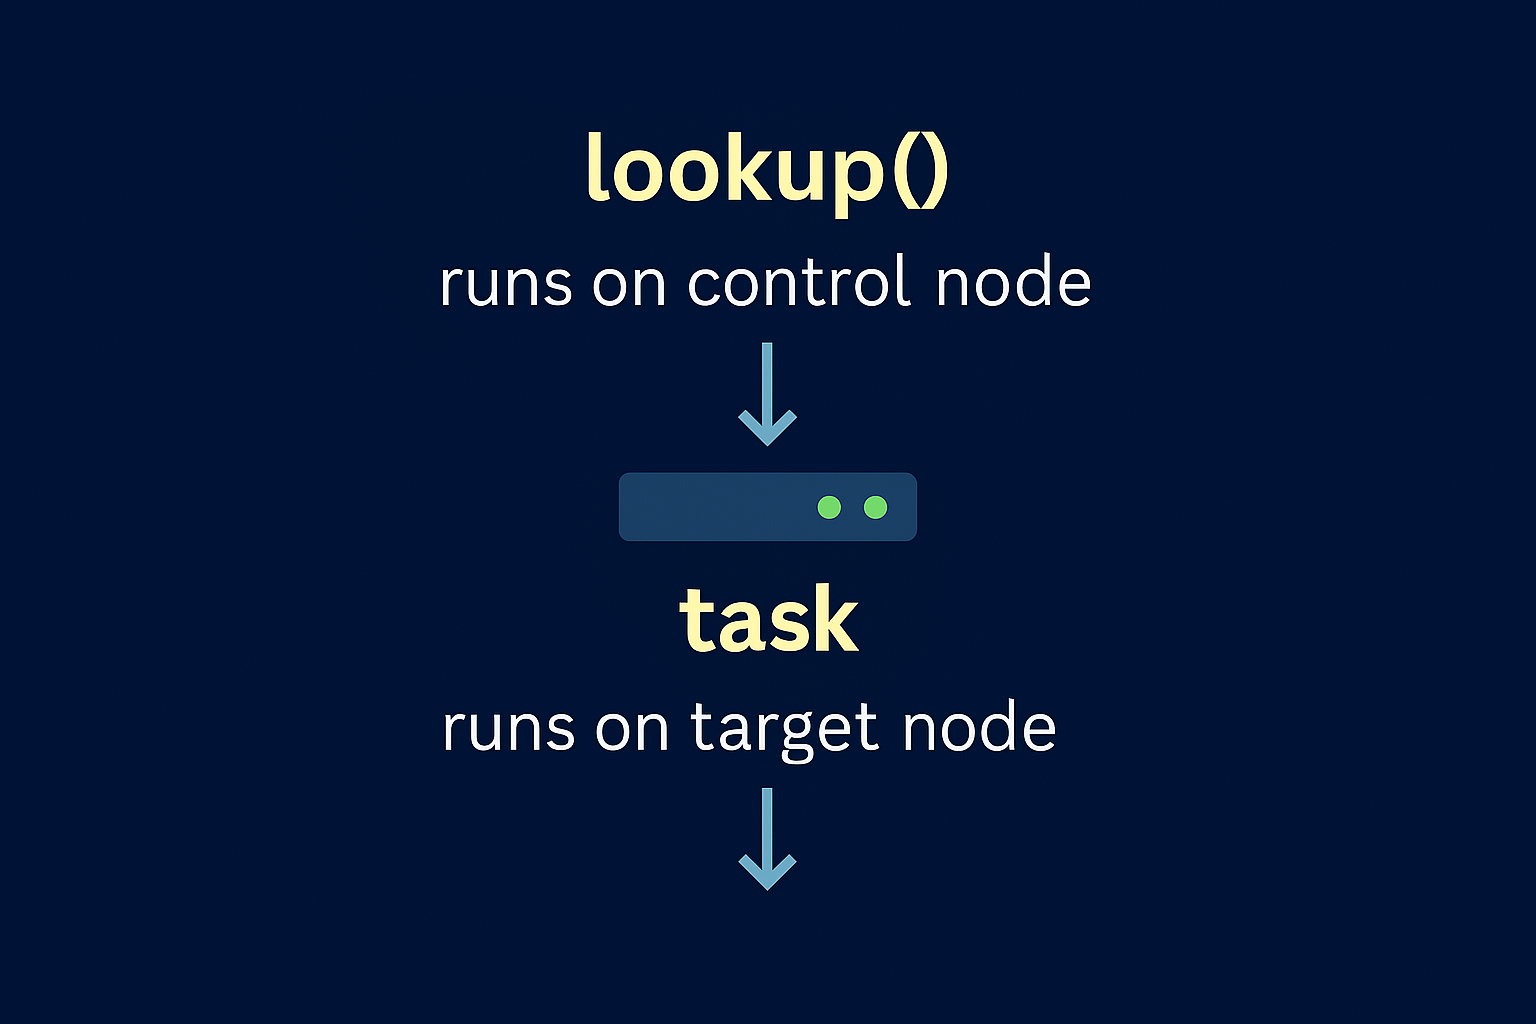 lookup()
runs on control node
task
runs on target node